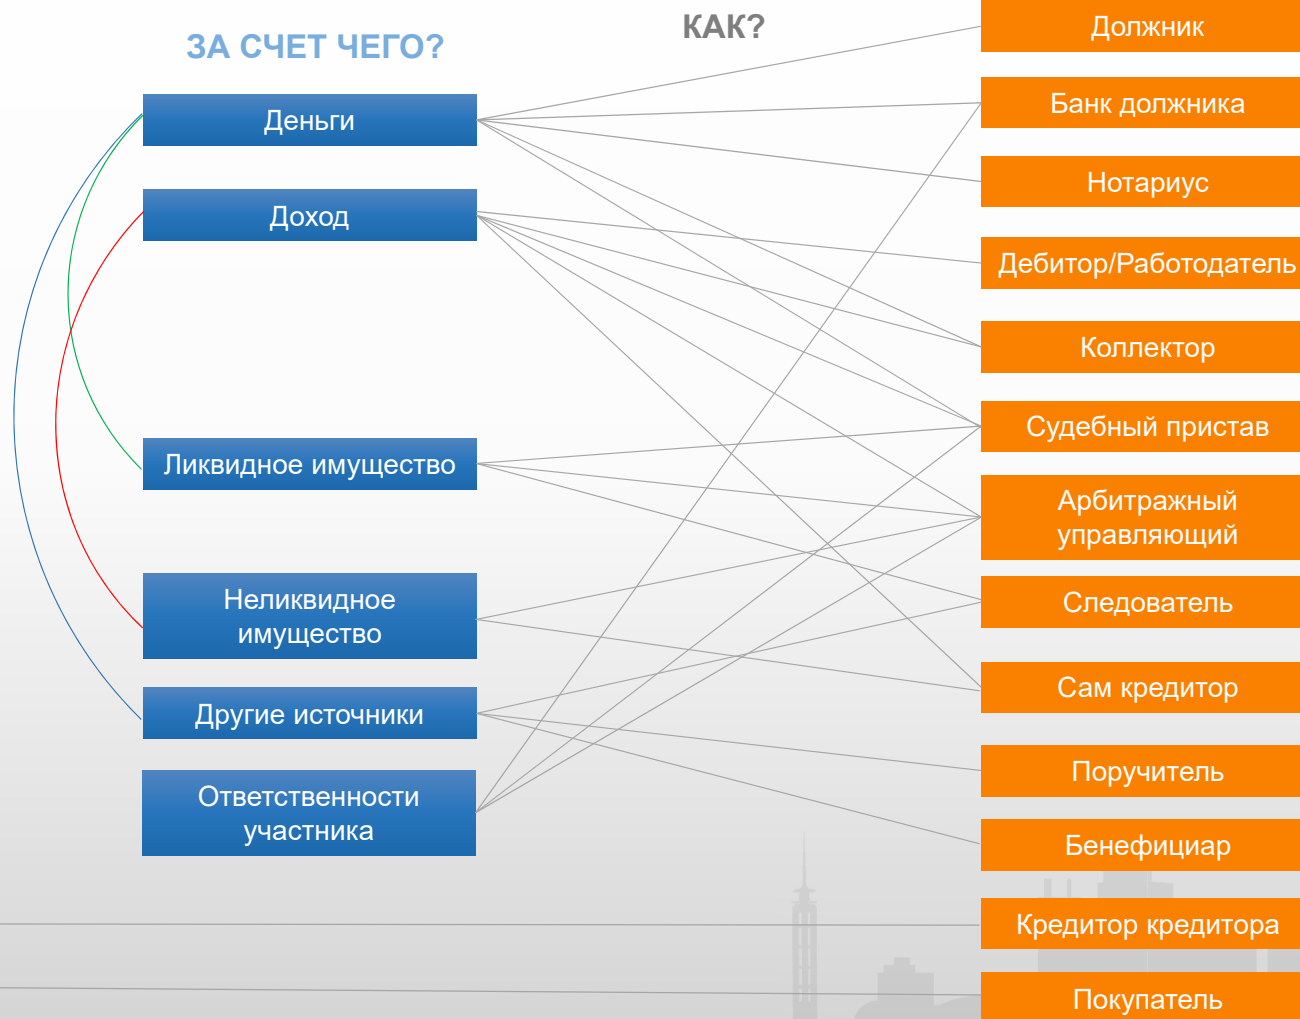 ЗА СЧЕТ ЧЕГО?
Деньги
Доход
Ликвидное имущество
Неликвидное
имущество
Другие источники
Ответственности
участника
КАК?
Должник
Банк должника
Нотариус
Дебитор/Работодатель
Коллектор
Судебный пристав
Арбитражный
управляющий
Следователь
Сам кредитор
Поручитель
Бенефициар
Кредитор кредитора
Покупатель